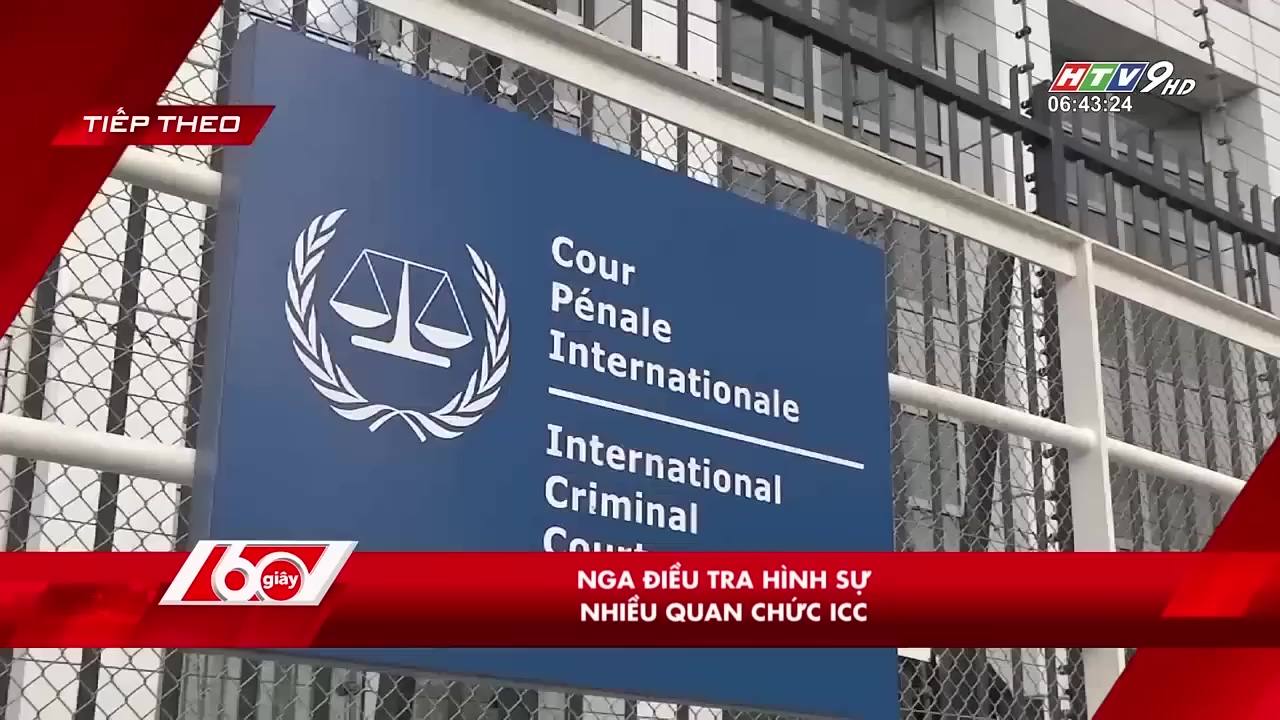 HTV9HD
06:43:24
TIẾP THEO
Cour
Pénale
Internationale
International
Criminal
Court
60 giây
NGA ĐIỀU TRA HÌNH SỰ
NHIỀU QUAN CHỨC ICC